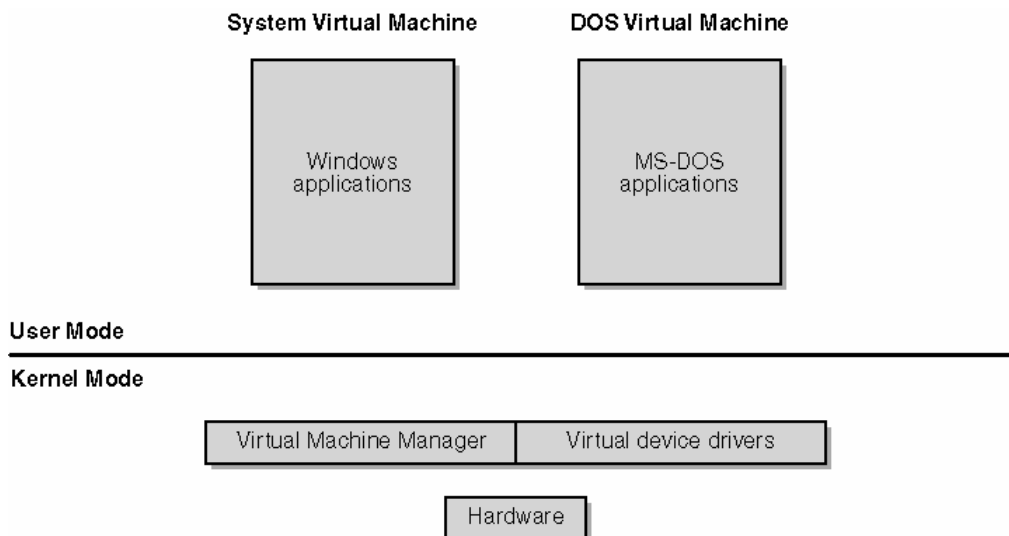 System Virtual Machine
DOS Virtual Machine
Windows
applications
MS-DOS
applications
User Mode
Kernel Mode
Virtual Machine Manager
Virtual device drivers
Hardware